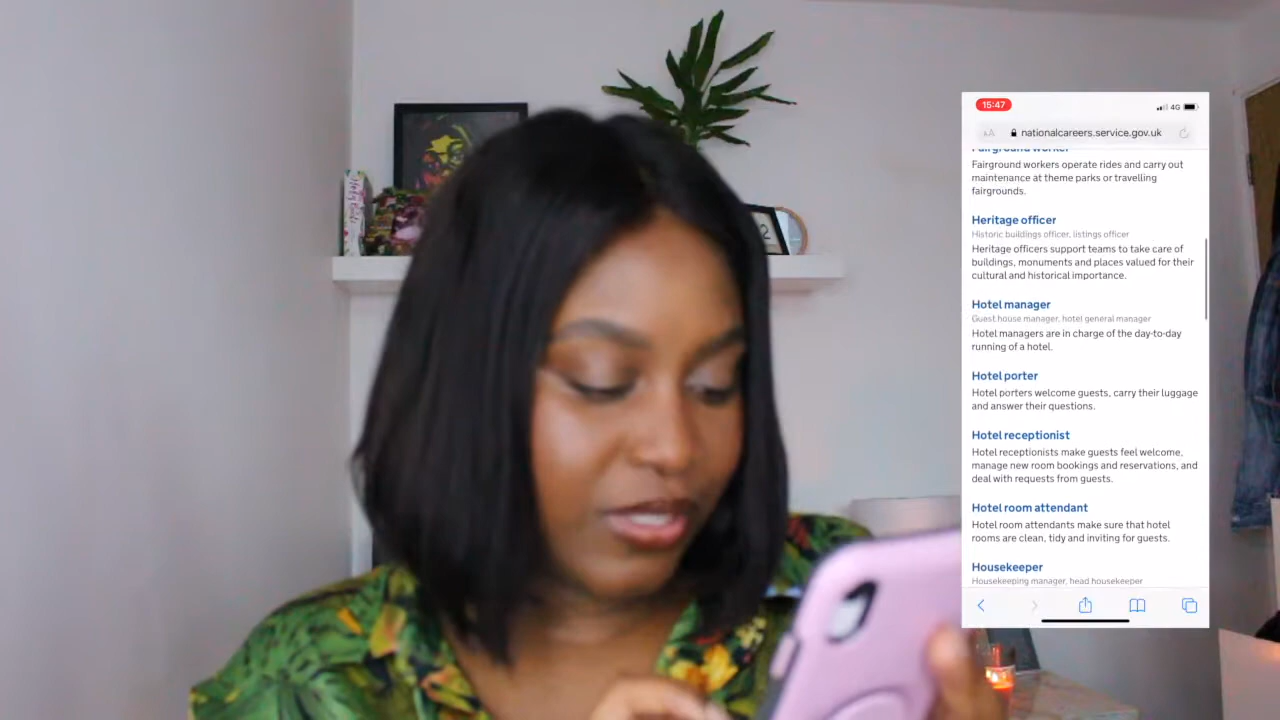 15:47
4G
AA nationalcareers.service.gov.uk
Fairground worker
Fairground workers operate rides and carry out
maintenance at theme parks or travelling
fairgrounds.
Heritage officer
Historic buildings officer, listings officer
Heritage officers support teams to take care of
buildings, monuments and places valued for their
cultural and historical importance.
Hotel manager
Guest house manager, hotel general manager
Hotel managers are in charge of the day-to-day
running of a hotel.
Hotel porter
Hotel porters welcome guests, carry their luggage
and answer their questions.
Hotel receptionist
Hotel receptionists make guests feel welcome,
manage new room bookings and reservations, and
deal with requests from guests.
Hotel room attendant
Hotel room attendants make sure that hotel
rooms are clean, tidy and inviting for guests.
Housekeeper
Housekeeping manager, head housekeeper